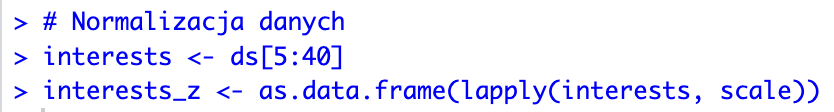 > # Normalizacja danych
> interests <- ds[5:40]
> interests_z <- as.data.frame(lapply(interests, scale))